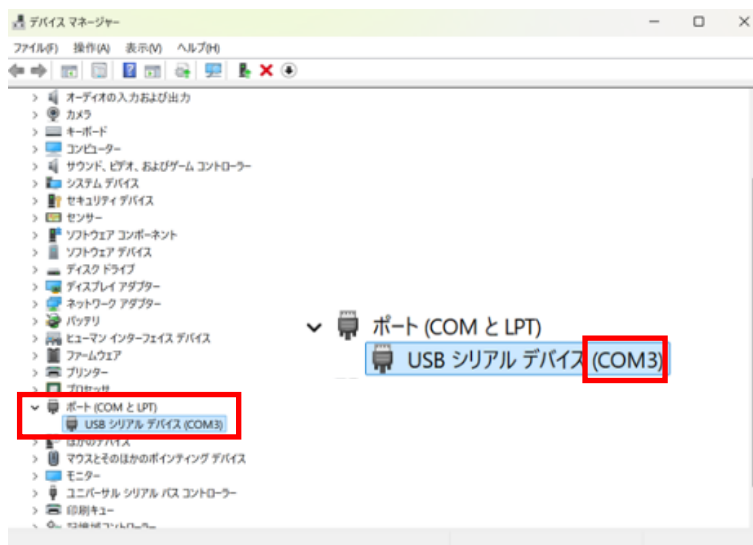 デバイス マネージャー
ファイル(F) 操作(A) 表示(V) ヘルプ(H)
オーディオの入力および出力
カメラ
キーボード
コンピューター
サウンド、ビデオ、およびゲーム コントローラー
システム デバイス
セキュリティ デバイス
センサー
ソフトウェア コンポーネント
ソフトウェア デバイス
ディスク ドライブ
ディスプレイ アダプター
ネットワーク アダプター
バッテリ
ヒューマン インターフェイス デバイス
ファームウェア
プリンター
プロセッサ
ポート (COM と LPT)
USB シリアル デバイス (COM3)
ほかのデバイス
マウスとそのほかのポインティング デバイス
モニター
ユニバーサル シリアル バス コントローラー
印刷キュー
記憶域コントローラー
ポート (COM と LPT)
USB シリアル デバイス (COM3)